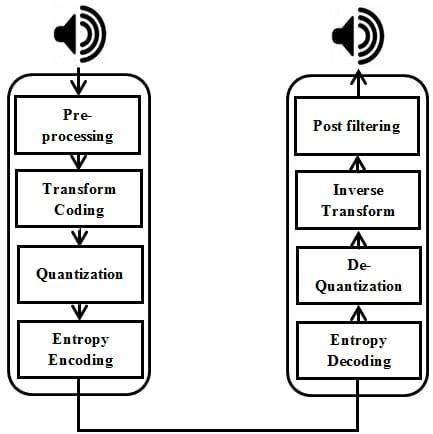 Pre-
processing
Transform
Coding
Quantization
Entropy
Encoding
Post filtering
Inverse
Transform
De-
Quantization
Entropy
Decoding